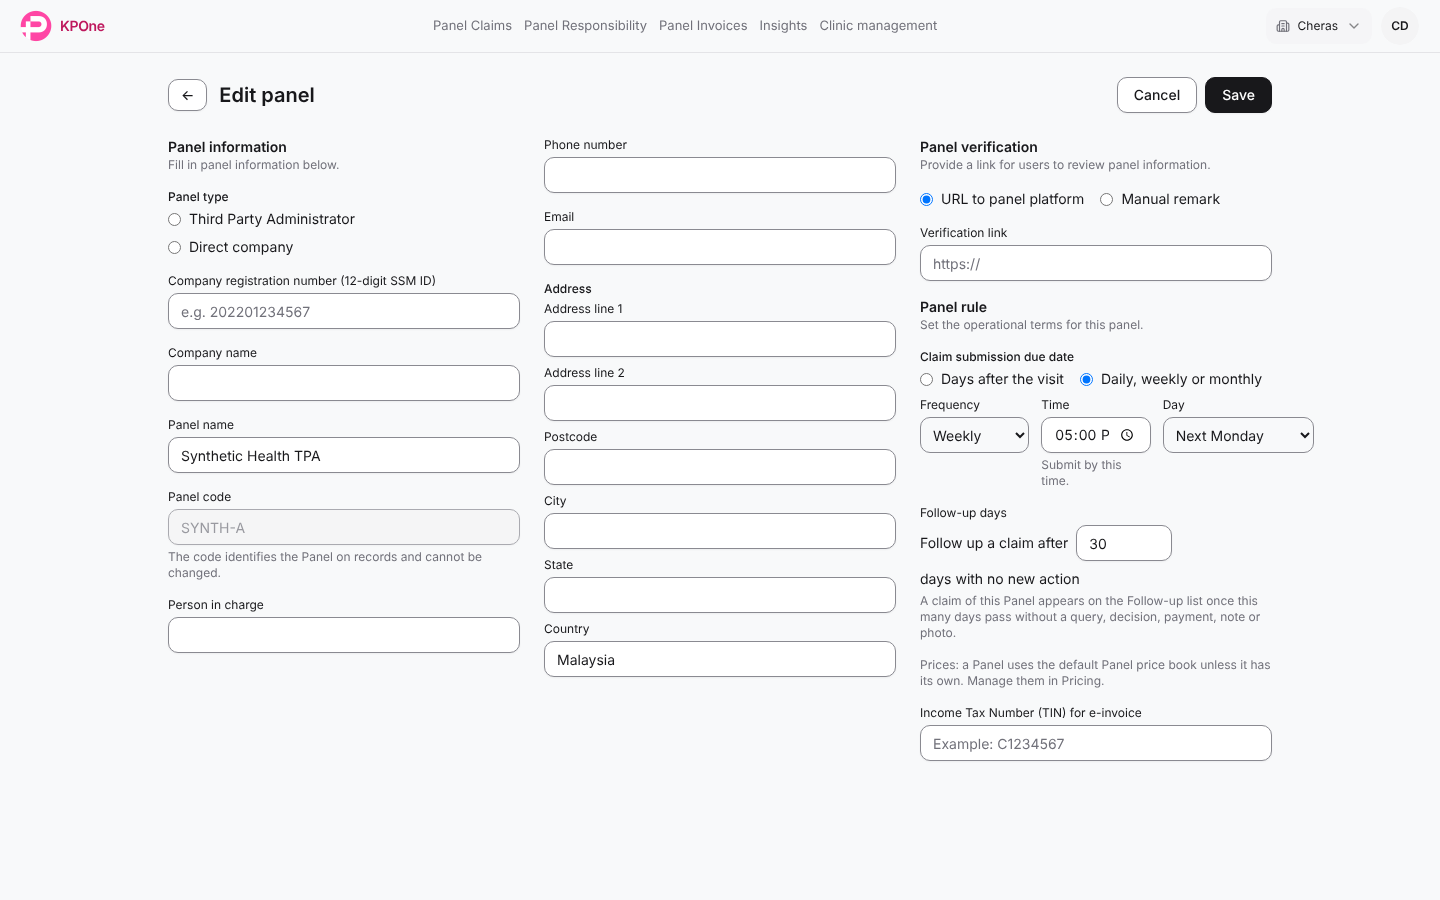 KPOne
Panel Claims Panel Responsibility Panel Invoices Insights Clinic management
Cheras
CD
Edit panel
Cancel
Save
Panel information
Fill in panel information below.
Panel type
Third Party Administrator
Direct company
Company registration number (12-digit SSM ID)
e.g. 202201234567
Company name
Panel name
Synthetic Health TPA
Panel code
SYNTH-A
The code identifies the Panel on records and cannot be
changed.
Person in charge
Phone number
Email
Address
Address line 1
Address line 2
Postcode
City
State
Country
Malaysia
Panel verification
Provide a link for users to review panel information.
URL to panel platform Manual remark
Verification link
https://
Panel rule
Set the operational terms for this panel.
Claim submission due date
Days after the visit Daily, weekly or monthly
Frequency Time Day
Weekly 05:00 P Next Monday
Submit by this
time.
Follow-up days
Follow up a claim after 30
days with no new action
A claim of this Panel appears on the Follow-up list once this
many days pass without a query, decision, payment, note or
photo.
Prices: a Panel uses the default Panel price book unless it has
its own. Manage them in Pricing.
Income Tax Number (TIN) for e-invoice
Example: C1234567